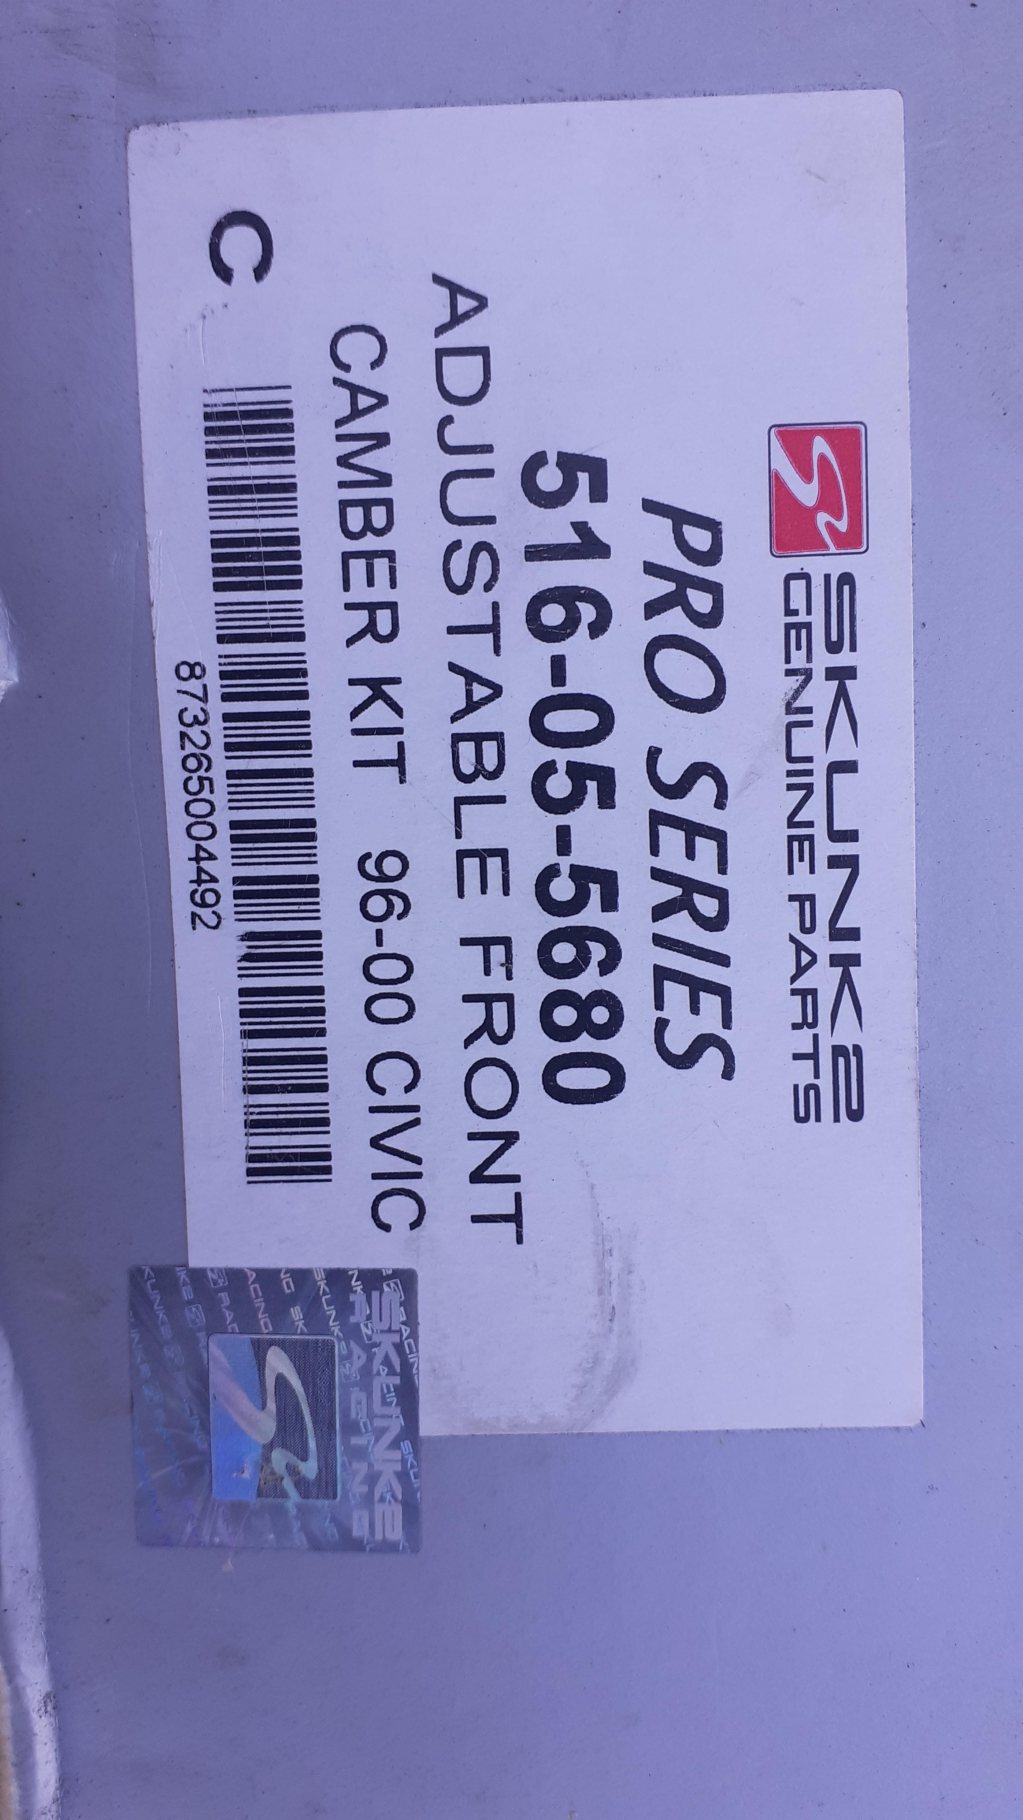 SKUNK2
GENUINE PARTS
PRO SERIES
516-05-5680
ADJUSTABLE FRONT
CAMBER KIT 96-00 CIVIC
C
873265004492
SKUNK2
RACING